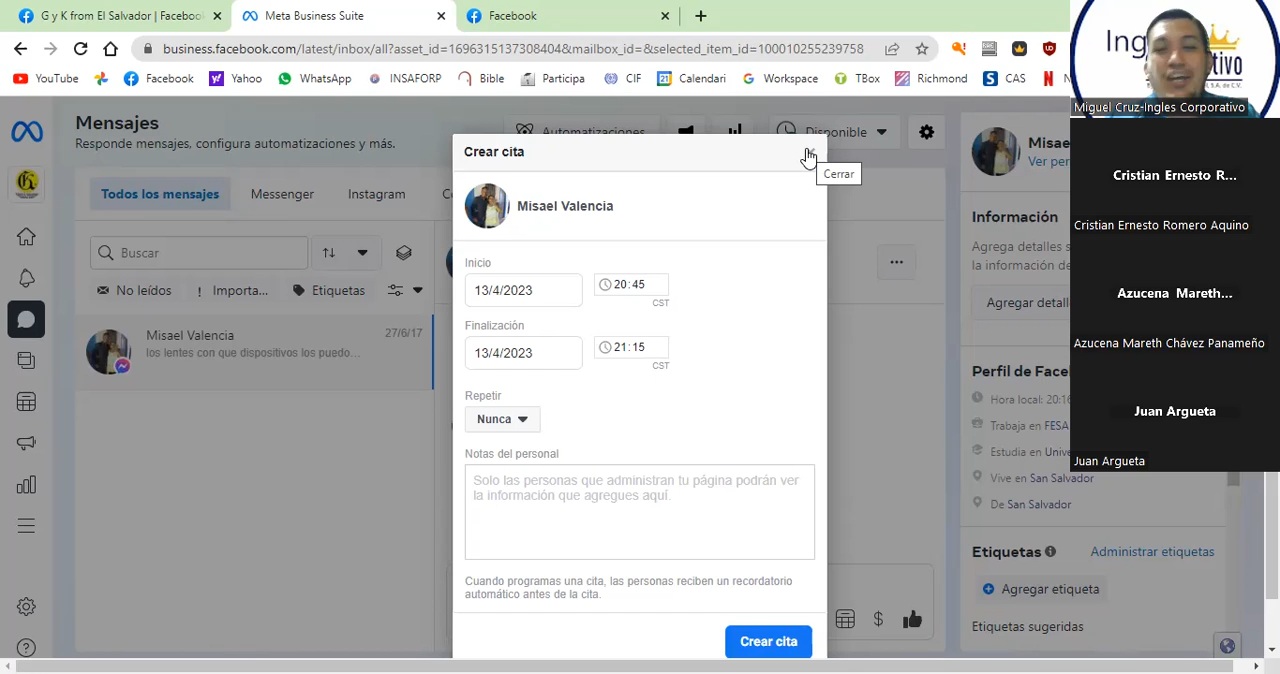 G y K from El Salvador | Facebook
Meta Business Suite
Facebook
business.facebook.com/latest/inbox/all?asset_id=1696315137308404&mailbox_id=&selected_item_id=100010255239758
YouTube
Facebook
Yahoo
WhatsApp
INSAFORP
Bible
Participa
CIF
Calendari
Workspace
TBox
Richmond
CAS
Mensajes
Responde mensajes, configura automatizaciones y más.
Automatizaciones
Disponible
Todos los mensajes
Messenger
Instagram
Buscar
No leídos
! Importa...
Etiquetas
Misael Valencia
27/6/17
los lentes con que dispositivos los puedo...
Crear cita
Cerrar
Misael Valencia
Inicio
13/4/2023
20:45
CST
Finalización
13/4/2023
21:15
CST
Repetir
Nunca
Notas del personal
Solo las personas que administran tu página podrán ver
la información que agregues aquí.
Cuando programas una cita, las personas reciben un recordatorio
automático antes de la cita.
Crear cita
Misae
Ver per
Información
Agrega detalles s
la información de
Agregar detall
Perfil de Face
Hora local: 20:16
Trabaja en FESA
Estudia en Unive
Vive en San Salvador
De San Salvador
Etiquetas
Administrar etiquetas
Agregar etiqueta
Etiquetas sugeridas
Miguel Cruz-Ingles Corporativo
Cristian Ernesto R...
Cristian Ernesto Romero Aquino
Azucena Mareth...
Azucena Mareth Chávez Panameño
Juan Argueta
Juan Argueta